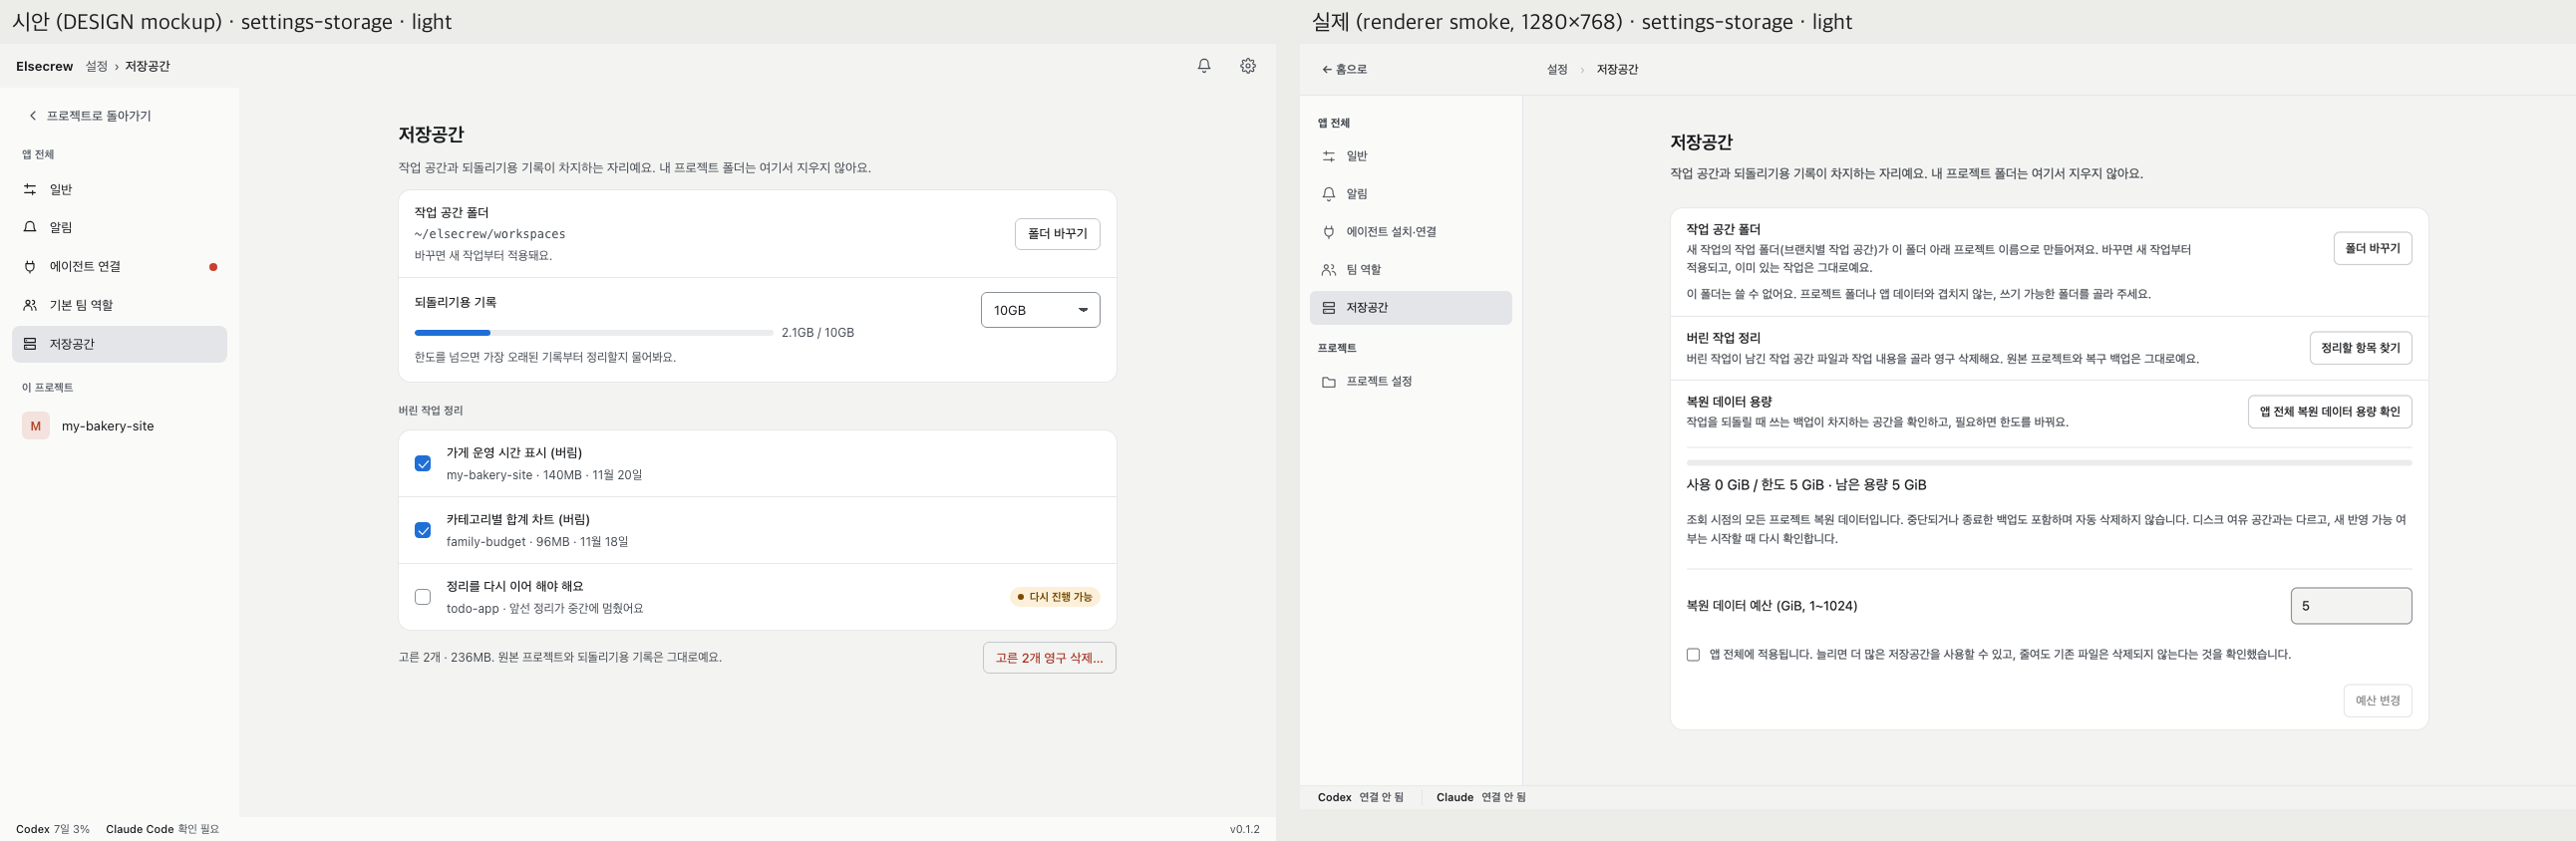 시안 (DESIGN mockup) · settings-storage · light
Elsecrew 설정 › 저장공간
프로젝트로 돌아가기
앱 전체
일반
알림
에이전트 연결
기본 팀 역할
저장공간
이 프로젝트
M my-bakery-site
저장공간
작업 공간과 되돌리기용 기록이 차지하는 자리예요. 내 프로젝트 폴더는 여기서 지우지 않아요.
작업 공간 폴더
~/elsecrew/workspaces
바꾸면 새 작업부터 적용돼요.
폴더 바꾸기
되돌리기용 기록
10GB
2.1GB / 10GB
한도를 넘으면 가장 오래된 기록부터 정리할지 물어봐요.
버린 작업 정리
가게 운영 시간 표시 (버림)
my-bakery-site · 140MB · 11월 20일
카테고리별 합계 차트 (버림)
family-budget · 96MB · 11월 18일
정리를 다시 이어 해야 해요
todo-app · 앞선 정리가 중간에 멈췄어요
다시 진행 가능
고른 2개 · 236MB. 원본 프로젝트와 되돌리기용 기록은 그대로예요.
고른 2개 영구 삭제...
Codex 7일 3% Claude Code 확인 필요
v0.1.2
실제 (renderer smoke, 1280×768) · settings-storage · light
← 홈으로
설정 › 저장공간
앱 전체
일반
알림
에이전트 설치·연결
팀 역할
저장공간
프로젝트
프로젝트 설정
저장공간
작업 공간과 되돌리기용 기록이 차지하는 자리예요. 내 프로젝트 폴더는 여기서 지우지 않아요.
작업 공간 폴더
새 작업의 작업 폴더(브랜치별 작업 공간)가 이 폴더 아래 프로젝트 이름으로 만들어져요. 바꾸면 새 작업부터
적용되고, 이미 있는 작업은 그대로예요.
이 폴더는 쓸 수 없어요. 프로젝트 폴더나 앱 데이터와 겹치지 않는, 쓰기 가능한 폴더를 골라 주세요.
폴더 바꾸기
버린 작업 정리
버린 작업이 남긴 작업 공간 파일과 작업 내용을 골라 영구 삭제해요. 원본 프로젝트와 복구 백업은 그대로예요.
정리할 항목 찾기
복원 데이터 용량
작업을 되돌릴 때 쓰는 백업이 차지하는 공간을 확인하고, 필요하면 한도를 바꿔요.
앱 전체 복원 데이터 용량 확인
사용 0 GiB / 한도 5 GiB · 남은 용량 5 GiB
조회 시점의 모든 프로젝트 복원 데이터입니다. 중단되거나 종료한 백업도 포함하며 자동 삭제하지 않습니다. 디스크 여유 공간과는 다르고, 새 반영 가능 여
부는 시작할 때 다시 확인합니다.
복원 데이터 예산 (GiB, 1~1024)
5
앱 전체에 적용됩니다. 늘리면 더 많은 저장공간을 사용할 수 있고, 줄여도 기존 파일은 삭제되지 않는다는 것을 확인했습니다.
예산 변경
Codex 연결 안 됨 Claude 연결 안 됨